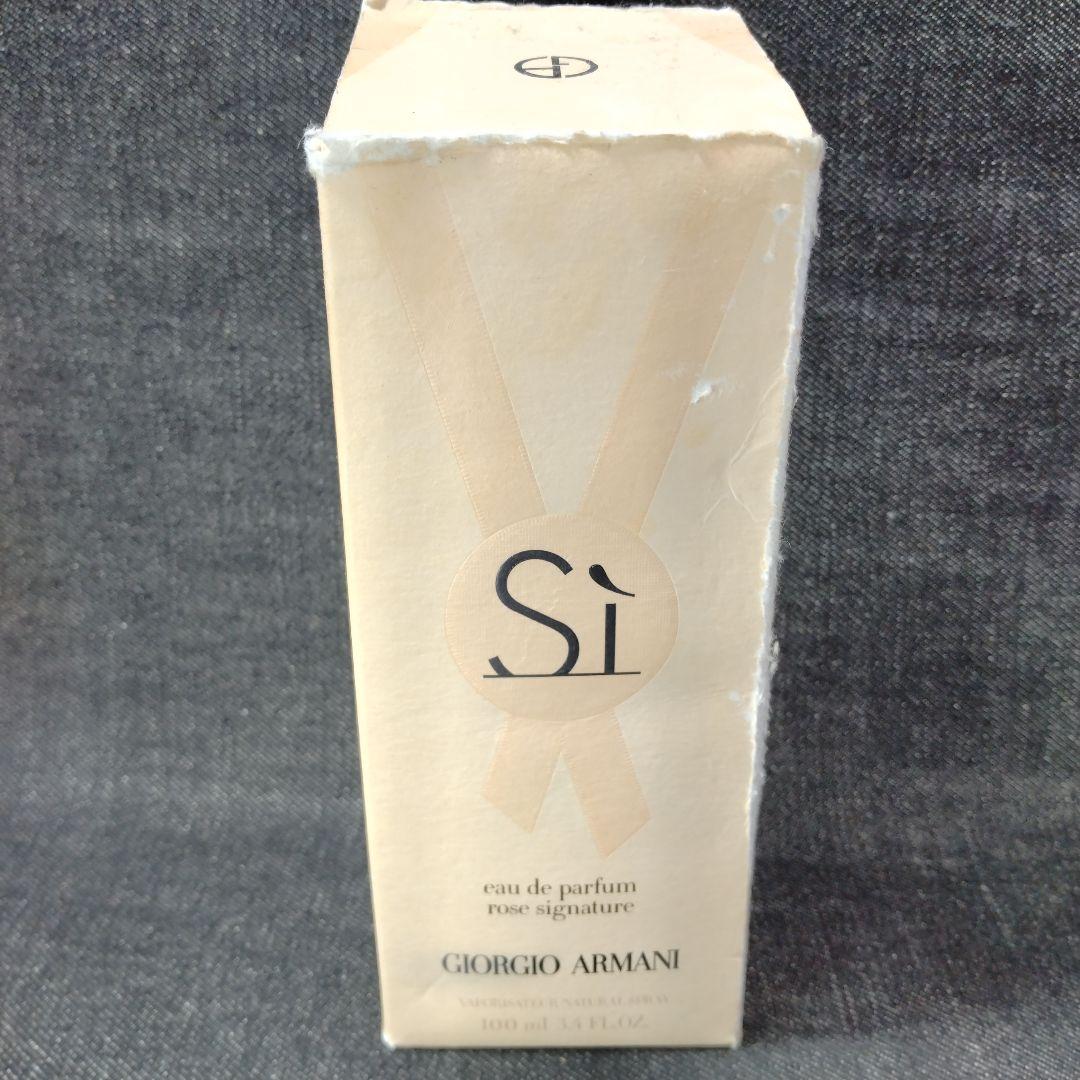 Sì
eau de parfum
rose signature
GIORGIO ARMANI
VAPORISATEUR NATURAL SPRAY
100 ml 3.4 FL.OZ.